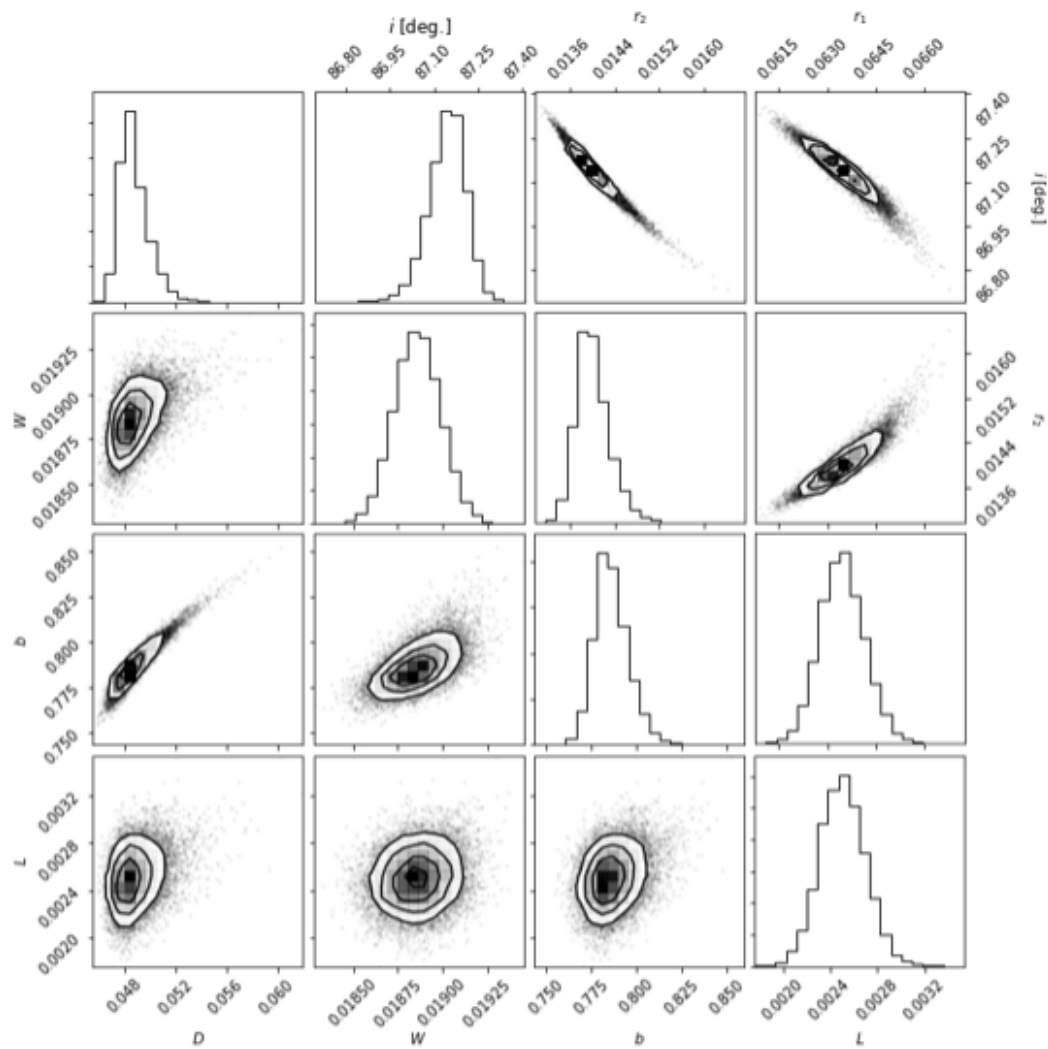 i [deg.]
r₂
r₁
86.80 86.95 87.10 87.25 87.40
0.0136 0.0144 0.0152 0.0160
0.0615 0.0630 0.0645 0.0660
87.40
87.25
87.10
86.95
86.80
i [deg.]
0.01925
0.01900
0.01875
0.01850
W
0.0160
0.0152
0.0144
0.0136
r₂
0.850
0.825
0.800
0.775
0.750
b
0.0032
0.0028
0.0024
0.0020
L
0.048 0.052 0.056 0.060
0.01850 0.01875 0.01900 0.01925
0.750 0.775 0.800 0.825 0.850
0.0020 0.0024 0.0028 0.0032
D
W
b
L